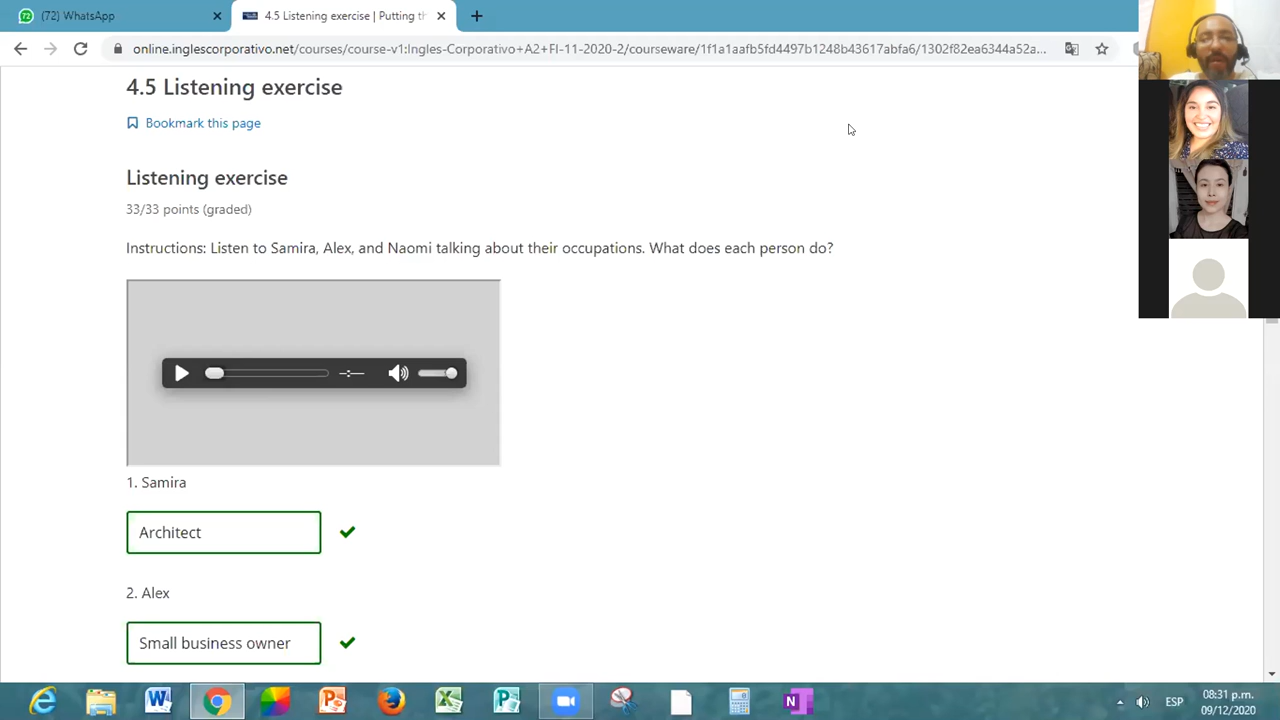 72
(72) WhatsApp
4.5 Listening exercise | Putting th
online.inglescorporativo.net/courses/course-v1:Ingles-Corporativo+A2+FI-11-2020-2/courseware/1f1a1aafb5fd4497b1248b43617abfa6/1302f82ea6344a52a...
4.5 Listening exercise
Bookmark this page
Listening exercise
33/33 points (graded)
Instructions: Listen to Samira, Alex, and Naomi talking about their occupations. What does each person do?
-:--
1. Samira
Architect
2. Alex
Small business owner
ESP
08:31 p.m.
09/12/2020